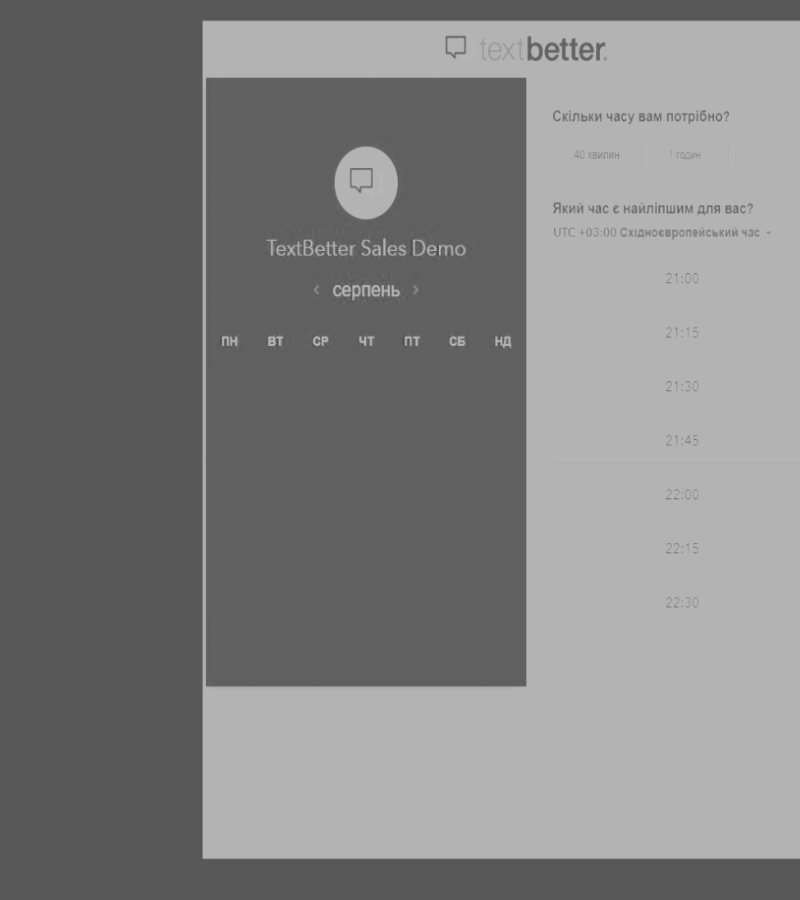 textbetter.
TextBetter Sales Demo
‹ серпень ›
ПН ВТ СР ЧТ ПТ СБ НД
Скільки часу вам потрібно?
40 хвилин 1 годин
Який час є найліпшим для вас?
UTC +03:00 Східноєвропейський час
21:00
21:15
21:30
21:45
22:00
22:15
22:30